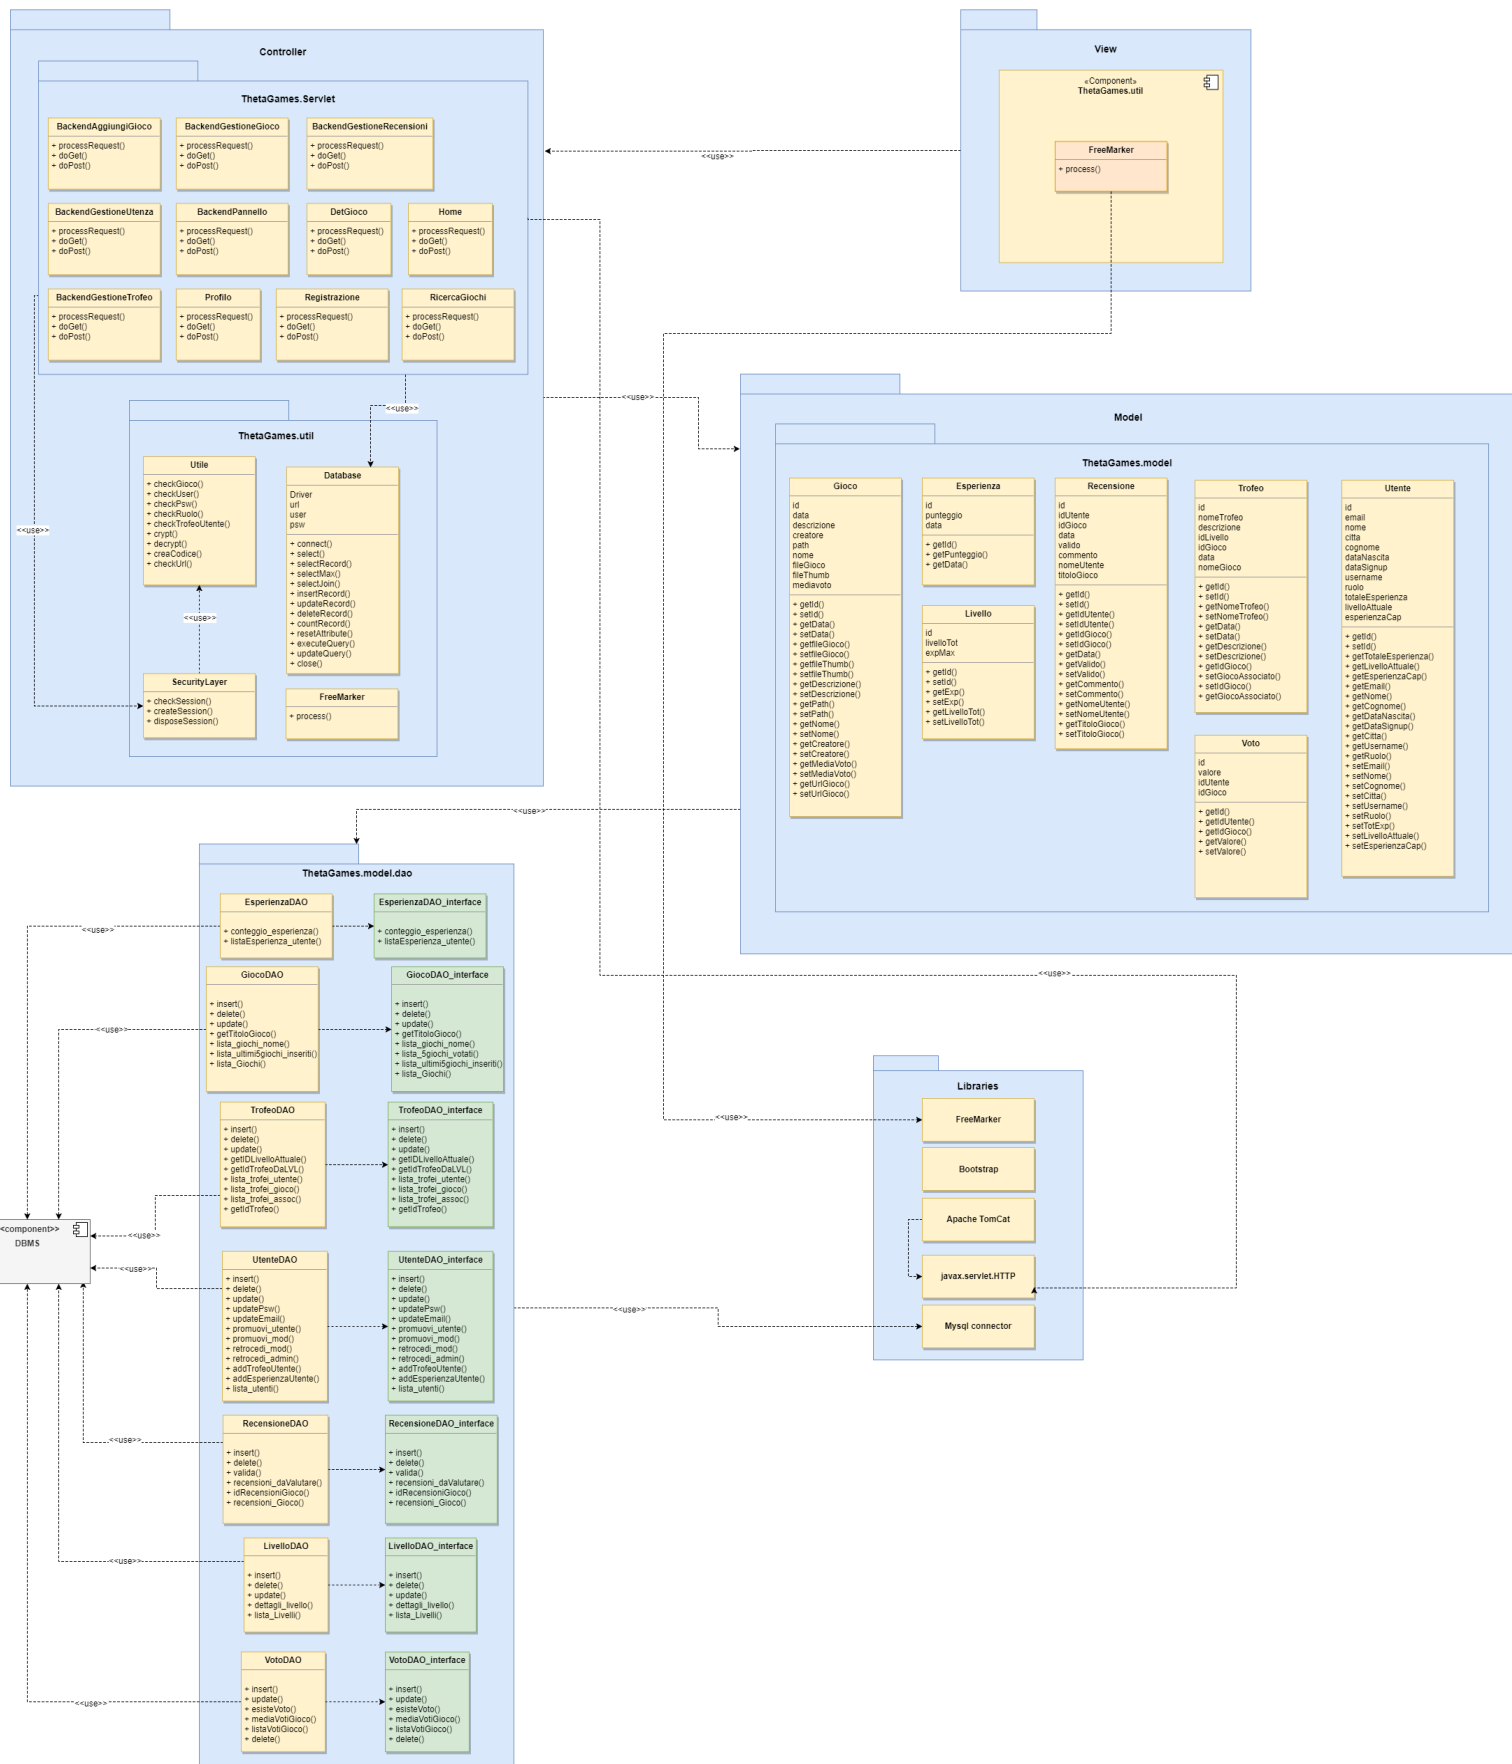 Controller
ThetaGames.Servlet
BackendAggiungiGioco
+ processRequest()
+ doGet()
+ doPost()
BackendGestioneGioco
+ processRequest()
+ doGet()
+ doPost()
BackendGestioneRecensioni
+ processRequest()
+ doGet()
+ doPost()
BackendGestioneUtenza
+ processRequest()
+ doGet()
+ doPost()
BackendPannello
+ processRequest()
+ doGet()
+ doPost()
DetGioco
+ processRequest()
+ doGet()
+ doPost()
Home
+ processRequest()
+ doGet()
+ doPost()
BackendGestioneTrofeo
+ processRequest()
+ doGet()
+ doPost()
Profilo
+ processRequest()
+ doGet()
+ doPost()
Registrazione
+ processRequest()
+ doGet()
+ doPost()
RicercaGiochi
+ processRequest()
+ doGet()
+ doPost()
<<use>>
<<use>>
ThetaGames.util
Utile
+ checkGioco()
+ checkUser()
+ checkPsw()
+ checkRuolo()
+ checkTrofeoUtente()
+ crypt()
+ decrypt()
+ creaCodice()
+ checkUrl()
<<use>>
SecurityLayer
+ checkSession()
+ createSession()
+ disposeSession()
Database
Driver
url
user
psw
+ connect()
+ select()
+ selectRecord()
+ selectMax()
+ selectJoin()
+ insertRecord()
+ updateRecord()
+ deleteRecord()
+ countRecord()
+ resetAttribute()
+ executeQuery()
+ updateQuery()
+ close()
FreeMarker
+ process()
<<use>>
View
«Component»
ThetaGames.util
FreeMarker
+ process()
<<use>>
Model
ThetaGames.model
Gioco
id
data
descrizione
creatore
path
nome
fileGioco
fileThumb
mediavoto
+ getId()
+ setId()
+ getData()
+ setData()
+ getfileGioco()
+ setfileGioco()
+ getfileThumb()
+ setfileThumb()
+ getDescrizione()
+ setDescrizione()
+ getPath()
+ setPath()
+ getNome()
+ setNome()
+ getCreatore()
+ setCreatore()
+ getMediaVoto()
+ setMediaVoto()
+ getUrlGioco()
+ setUrlGioco()
Esperienza
id
punteggio
data
+ getId()
+ getPunteggio()
+ getData()
Livello
id
livelloTot
expMax
+ getId()
+ setId()
+ getExp()
+ setExp()
+ getLivelloTot()
+ setLivelloTot()
Recensione
id
idUtente
idGioco
data
valido
commento
nomeUtente
titoloGioco
+ getId()
+ setId()
+ getIdUtente()
+ setIdUtente()
+ getIdGioco()
+ setIdGioco()
+ getData()
+ getValido()
+ setValido()
+ getCommento()
+ setCommento()
+ getNomeUtente()
+ setNomeUtente()
+ getTitoloGioco()
+ setTitoloGioco()
Trofeo
id
nomeTrofeo
descrizione
idLivello
idGioco
data
nomeGioco
+ getId()
+ setId()
+ getNomeTrofeo()
+ setNomeTrofeo()
+ getData()
+ setData()
+ getDescrizione()
+ setDescrizione()
+ getIdGioco()
+ setGiocoAssociato()
+ setIdGioco()
+ getGiocoAssociato()
Voto
id
valore
idUtente
idGioco
+ getId()
+ getIdUtente()
+ getIdGioco()
+ getValore()
+ setValore()
Utente
id
email
nome
citta
cognome
dataNascita
dataSignup
username
ruolo
totaleEsperienza
livelloAttuale
esperienzaCap
+ getId()
+ setId()
+ getTotaleEsperienza()
+ getLivelloAttuale()
+ getEsperienzaCap()
+ getEmail()
+ getNome()
+ getCognome()
+ getDataNascita()
+ getDataSignup()
+ getCitta()
+ getUsername()
+ getRuolo()
+ setEmail()
+ setNome()
+ setCognome()
+ setCitta()
+ setUsername()
+ setRuolo()
+ setTotExp()
+ setLivelloAttuale()
+ setEsperienzaCap()
<<use>>
ThetaGames.model.dao
EsperienzaDAO
+ conteggio_esperienza()
+ listaEsperienza_utente()
EsperienzaDAO_interface
+ conteggio_esperienza()
+ listaEsperienza_utente()
<<use>>
GiocoDAO
+ insert()
+ delete()
+ update()
+ getTitoloGioco()
+ lista_giochi_nome()
+ lista_ultimi5giochi_inseriti()
+ lista_Giochi()
GiocoDAO_interface
+ insert()
+ delete()
+ update()
+ getTitoloGioco()
+ lista_giochi_nome()
+ lista_5giochi_votati()
+ lista_ultimi5giochi_inseriti()
+ lista_Giochi()
<<use>>
TrofeoDAO
+ insert()
+ delete()
+ update()
+ getIDLivelloAttuale()
+ getIdTrofeoDaLVL()
+ lista_trofei_utente()
+ lista_trofei_gioco()
+ lista_trofei_assoc()
+ getIdTrofeo()
TrofeoDAO_interface
+ insert()
+ delete()
+ update()
+ getIDLivelloAttuale()
+ getIdTrofeoDaLVL()
+ lista_trofei_utente()
+ lista_trofei_gioco()
+ lista_trofei_assoc()
+ getIdTrofeo()
<<use>>
<component>>
DBMS
<<use>>
UtenteDAO
+ insert()
+ delete()
+ update()
+ updatePsw()
+ updateEmail()
+ promuovi_utente()
+ promuovi_mod()
+ retrocedi_mod()
+ retrocedi_admin()
+ addTrofeoUtente()
+ addEsperienzaUtente()
+ lista_utenti()
UtenteDAO_interface
+ insert()
+ delete()
+ update()
+ updatePsw()
+ updateEmail()
+ promuovi_utente()
+ promuovi_mod()
+ retrocedi_mod()
+ retrocedi_admin()
+ addTrofeoUtente()
+ addEsperienzaUtente()
+ lista_utenti()
<<use>>
RecensioneDAO
+ insert()
+ delete()
+ valida()
+ recensioni_daValutare()
+ idRecensioniGioco()
+ recensioni_Gioco()
RecensioneDAO_interface
+ insert()
+ delete()
+ valida()
+ recensioni_daValutare()
+ idRecensioniGioco()
+ recensioni_Gioco()
<<use>>
LivelloDAO
+ insert()
+ delete()
+ update()
+ dettagli_livello()
+ lista_Livelli()
LivelloDAO_interface
+ insert()
+ delete()
+ update()
+ dettagli_livello()
+ lista_Livelli()
<<use>>
VotoDAO
+ insert()
+ update()
+ esisteVoto()
+ mediaVotiGioco()
+ listaVotiGioco()
+ delete()
VotoDAO_interface
+ insert()
+ update()
+ esisteVoto()
+ mediaVotiGioco()
+ listaVotiGioco()
+ delete()
<<use>>
<<use>>
<<use>>
<<use>>
Libraries
FreeMarker
Bootstrap
Apache TomCat
javax.servlet.HTTP
Mysql connector